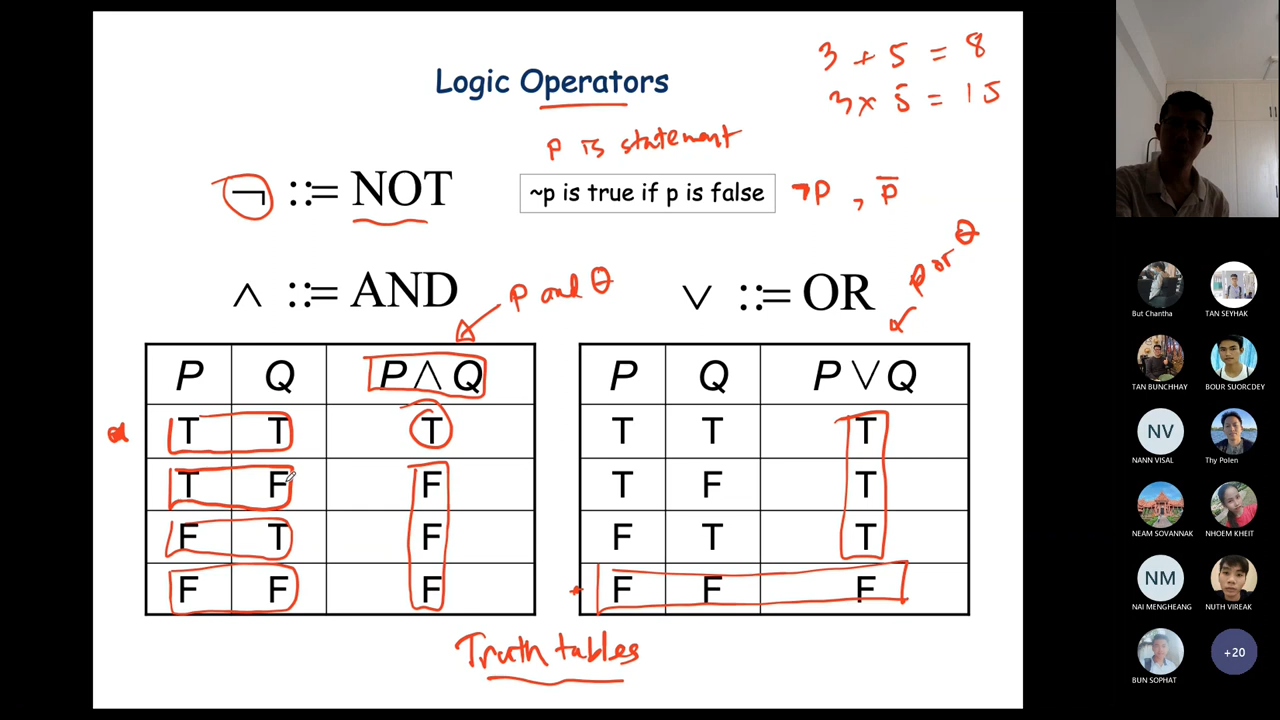 Logic Operators
3 + 5 = 8
3 x 5 = 15
P is statement
¬ ::= NOT
~p is true if p is false
¬P , p̅
∧ ::= AND
P and Q
∨ ::= OR
P or Q
P Q P ∧ Q
T T T
T F F
F T F
F F F
P Q P ∨ Q
T T T
T F T
F T T
F F F
Truth tables
But Chantha
TAN SEYHAK
TAN BUNCHHAY
BOUR SUORCDEY
NV
NANN VISAL
Thy Polen
NEAM SOVANNAK
NHOEM KHEIT
NM
NAI MENGHEANG
NUTH VIREAK
BUN SOPHAT
+20